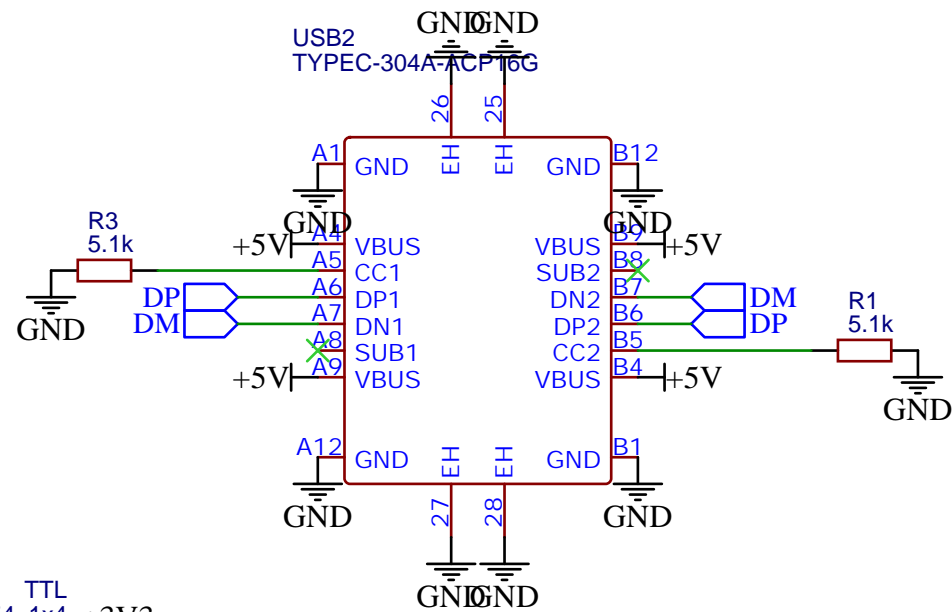 GND GND
USB2
TYPEC-304A-ACP16G
26 25
EH EH
A1 GND GND B12
GND GND
R3
5.1k
+5V A4 VBUS VBUS B9 +5V
A5 CC1 SUB2 B8
DP A6 DP1 DN2 B7 DM
GND DM A7 DN1 DP2 B6 DP
R1
5.1k
A8 SUB1 CC2 B5
+5V A9 VBUS VBUS B4 +5V
GND
A12 GND GND B1
EH EH
GND GND
27 28
GND GND
TTL
1x4